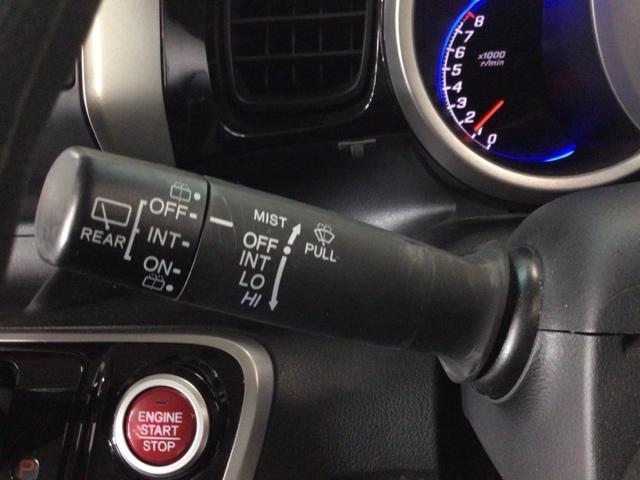 8
7
6
5
4
3
2
1
0
x1000
r/min
REAR
OFF
INT
ON
MIST
OFF
INT
LO
HI
PULL
ENGINE
START
STOP
P